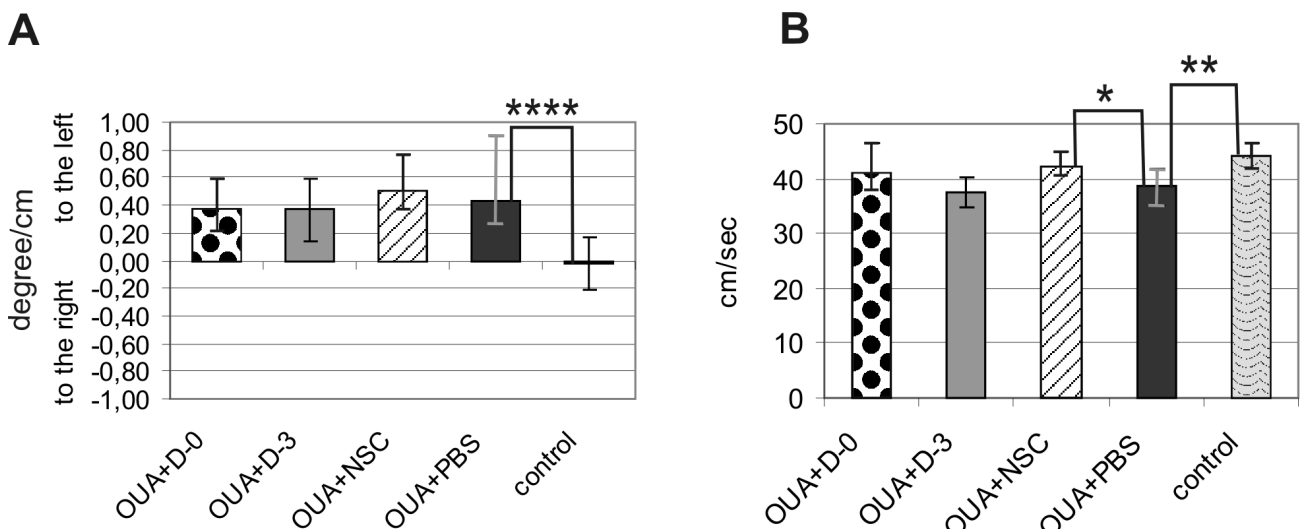 A
to the left
to the right
degree/cm
1,00
0,80
0,60
0,40
0,20
0,00
-0,20
-0,40
-0,60
-0,80
-1,00
****
OUA+D-0
OUA+D-3
OUA+NSC
OUA+PBS
control
B
cm/sec
50
40
30
20
10
0
*
**
OUA+D-0
OUA+D-3
OUA+NSC
OUA+PBS
control